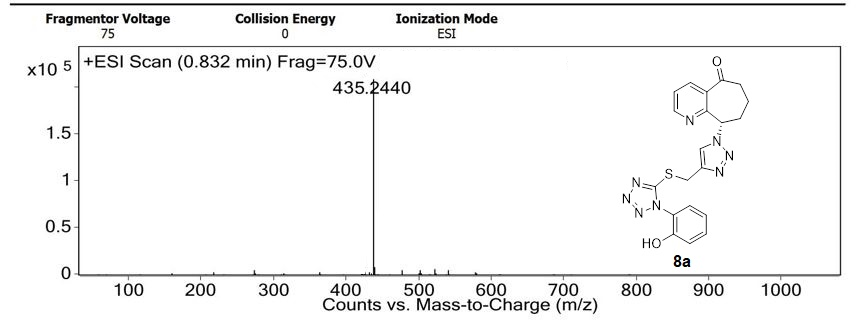 Fragmentor Voltage Collision Energy Ionization Mode
75 0 ESI
x10 5 +ESI Scan (0.832 min) Frag=75.0V
435.2440
1.5
1
0.5
0
100 200 300 400 500 600 700 800 900 1000
Counts vs. Mass-to-Charge (m/z)
O
N
N
N
N
S
N
N
N
N
HO
8a